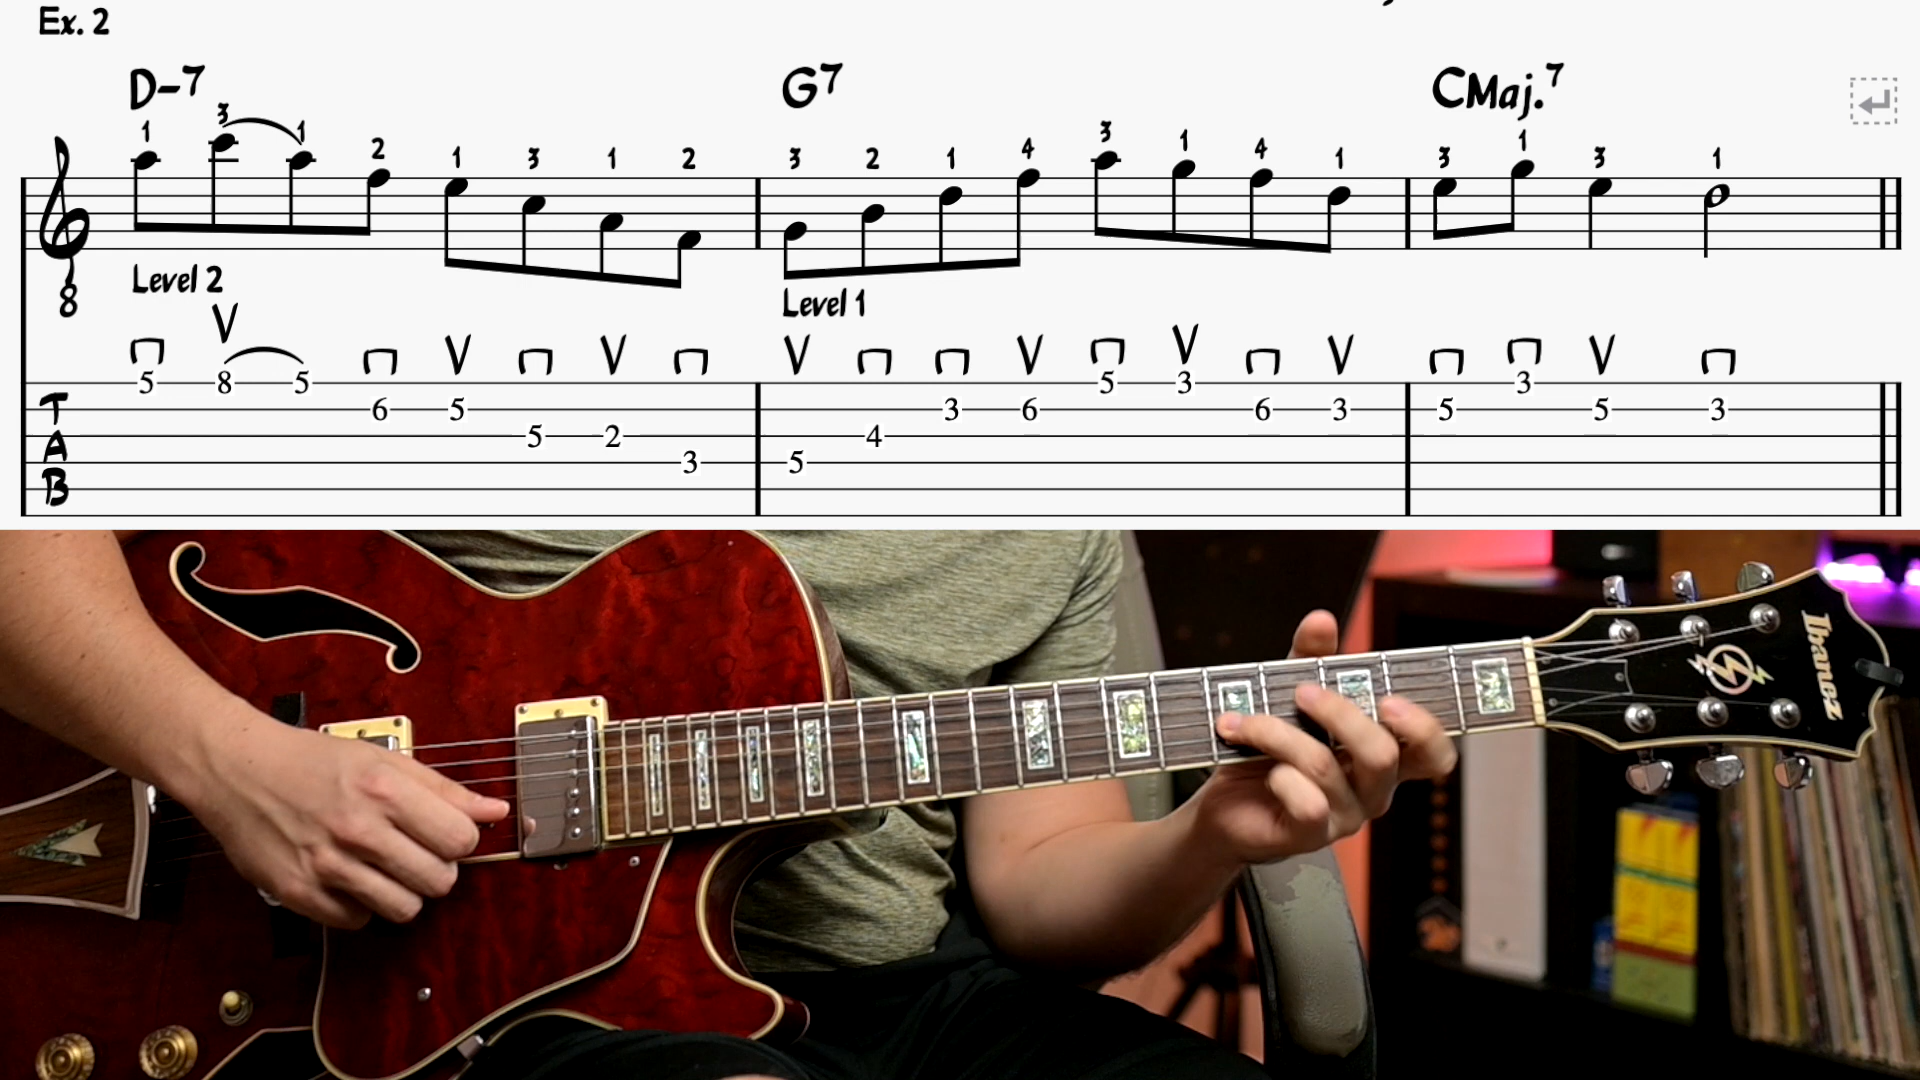 Ex. 2
D-7 G7 CMaj.7
1 3 1 2 1 3 1 2 3 2 1 4 3 1 4 1 3 1 3 1
8
Level 2 Level 1
T
A
B
5 8 5 5 3 3
6 5 3 6 6 3 5 5 3
5 2 4
3 5
Ibanez